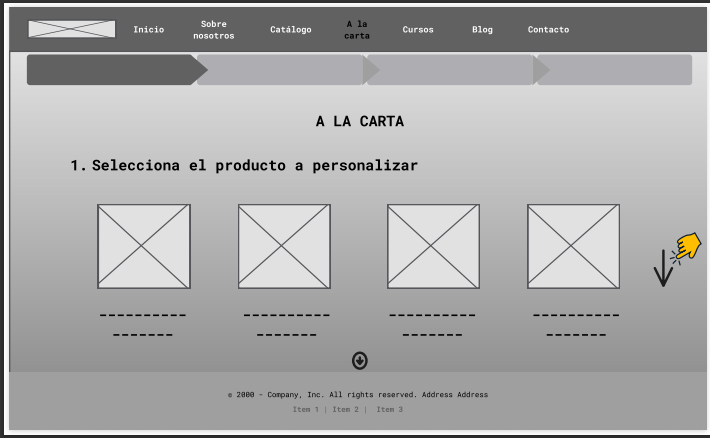 Inicio
Sobre nosotros
Catálogo
A la carta
Cursos
Blog
Contacto
A LA CARTA
1. Selecciona el producto a personalizar
© 2000 - Company, Inc. All rights reserved. Address Address
Item 1 | Item 2 | Item 3